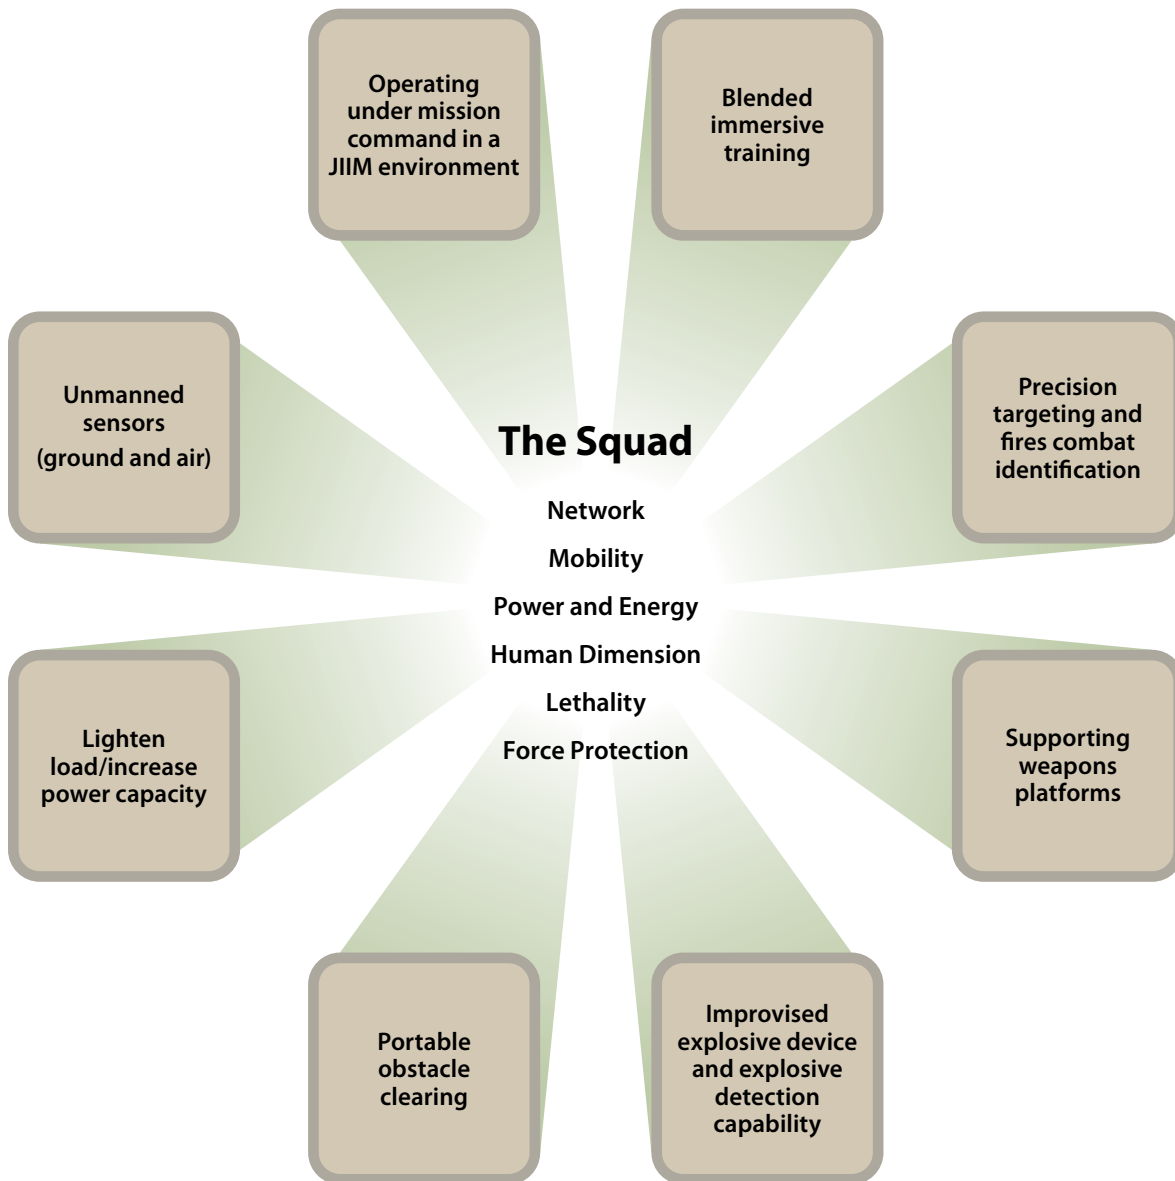 Operating
under mission
command in a
JIIM environment
Blended
immersive
training
Unmanned
sensors
(ground and air)
Precision
targeting and
fires combat
identification
The Squad
Network
Mobility
Power and Energy
Human Dimension
Lethality
Force Protection
Lighten
load/increase
power capacity
Supporting
weapons
platforms
Portable
obstacle
clearing
Improvised
explosive device
and explosive
detection
capability